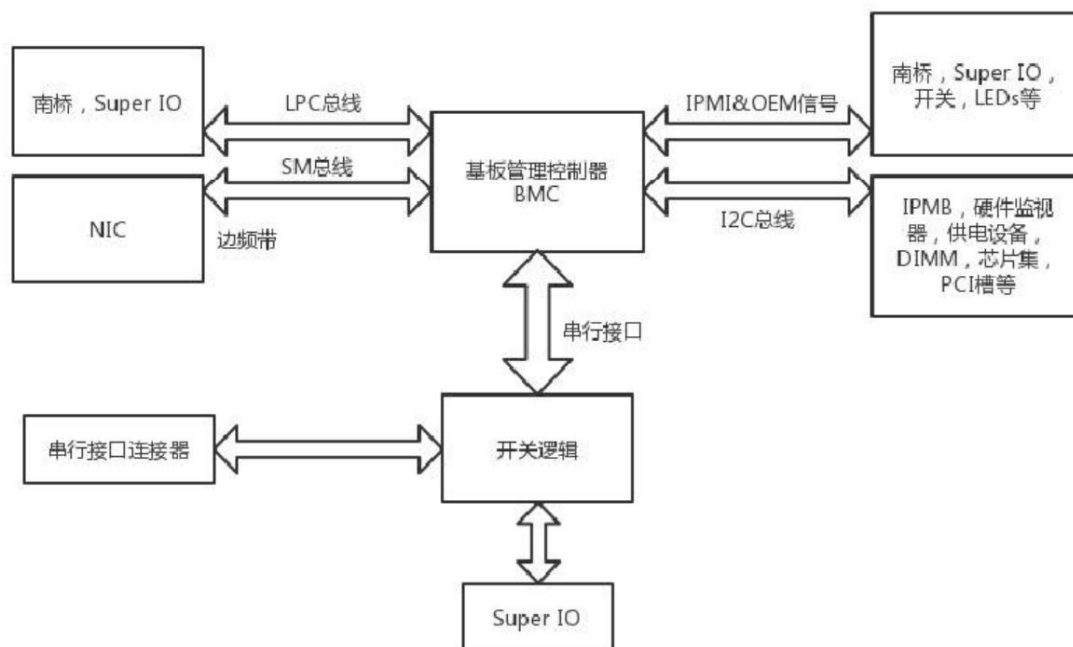 南桥，Super IO
LPC总线
IPMI&OEM信号
南桥，Super IO，
开关，LEDs等
基板管理控制器
BMC
NIC
SM总线
边频带
I2C总线
IPMB，硬件监视
器，供电设备，
DIMM，芯片集，
PCI槽等
串行接口
串行接口连接器
开关逻辑
Super IO